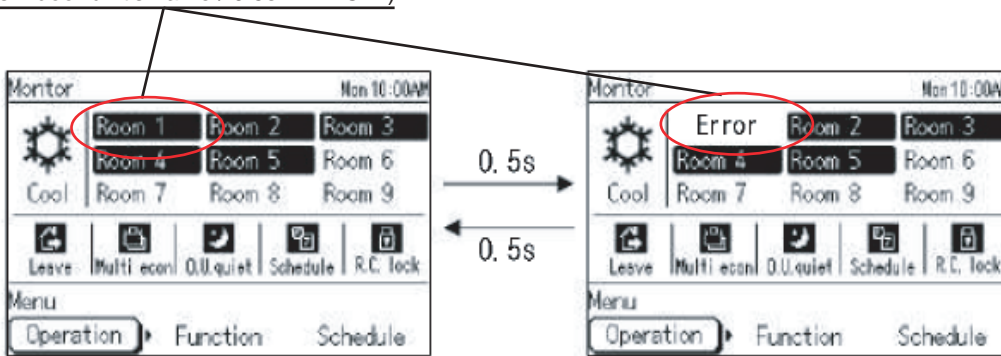 Monitor Mon 10:00AM
Room 1 Room 2 Room 3
Room 4 Room 5 Room 6
Cool Room 7 Room 8 Room 9
Leave Multi econ O.U.quiet Schedule R.C. lock
Menu
Operation Function Schedule
0.5s
0.5s
Monitor Mon 10:00A
Error Room 2 Room 3
Room 4 Room 5 Room 6
Cool Room 7 Room 8 Room 9
Leave Multi econ O.U.quiet Schedule R.C. lock
Menu
Operation Function Schedule